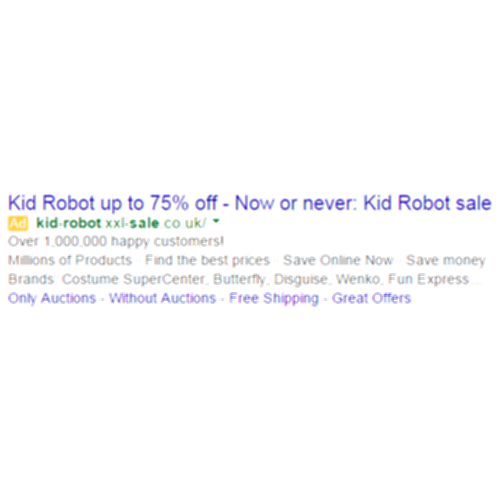 Kid Robot up to 75% off - Now or never: Kid Robot sale
Ad kid-robot.xxl-sale.co.uk/
Over 1,000,000 happy customers!
Millions of Products · Find the best prices · Save Online Now · Save money
Brands: Costume SuperCenter, Butterfly, Disguise, Wenko, Fun Express ...
Only Auctions - Without Auctions - Free Shipping - Great Offers